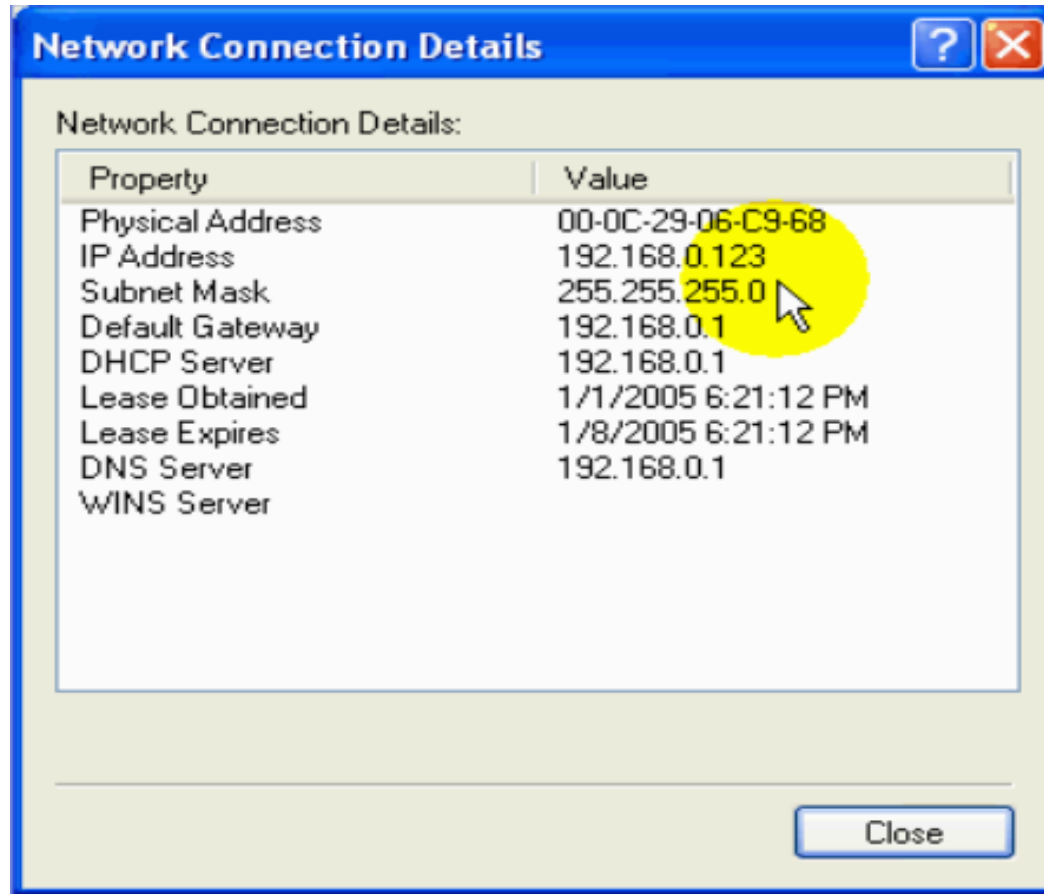 Network Connection Details
Network Connection Details:
Property Value
Physical Address 00-0C-29-06-C9-68
IP Address 192.168.0.123
Subnet Mask 255.255.255.0
Default Gateway 192.168.0.1
DHCP Server 192.168.0.1
Lease Obtained 1/1/2005 6:21:12 PM
Lease Expires 1/8/2005 6:21:12 PM
DNS Server 192.168.0.1
WINS Server
Close